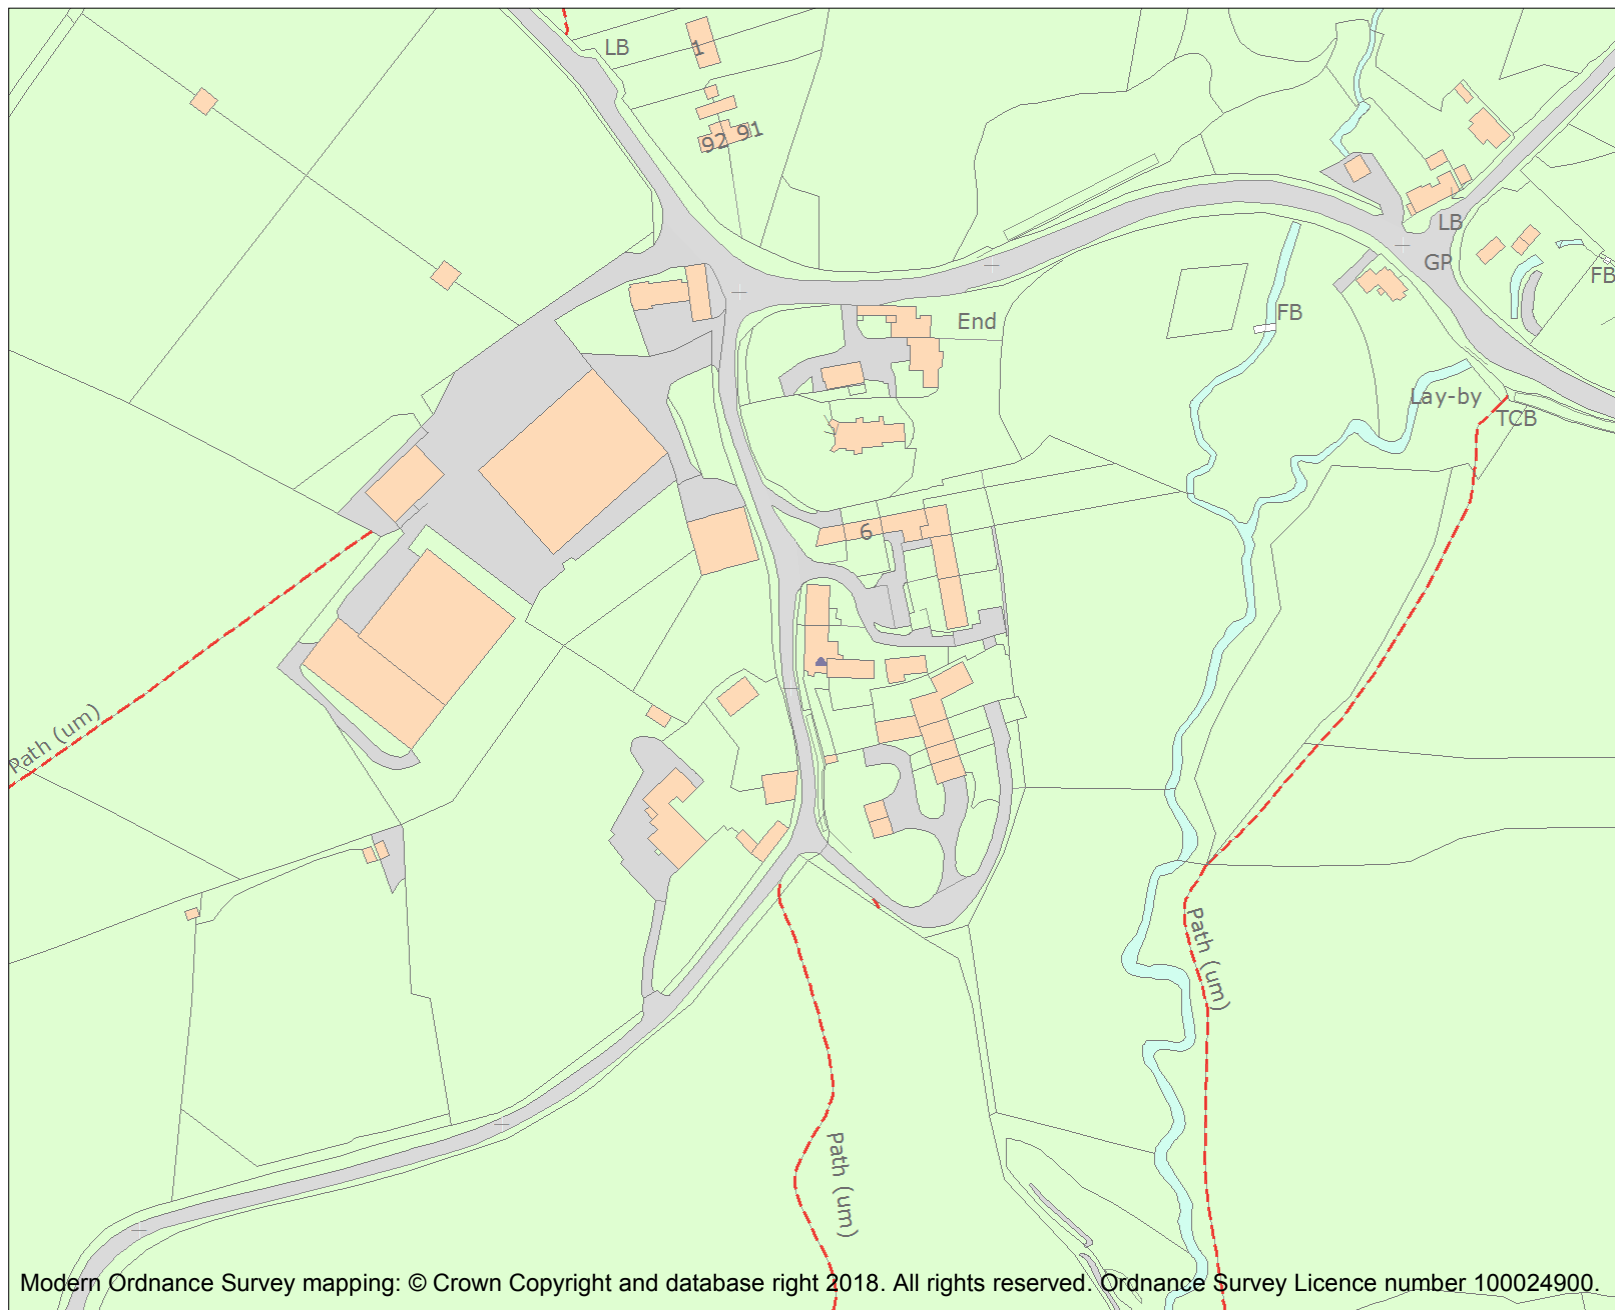 LB
1
92 91
LB
GP
FB
FB
End
Lay-by
TCB
6
Path (um)
Path (um)
Path (um)
Modern Ordnance Survey mapping: © Crown Copyright and database right 2018. All rights reserved. Ordnance Survey Licence number 100024900.